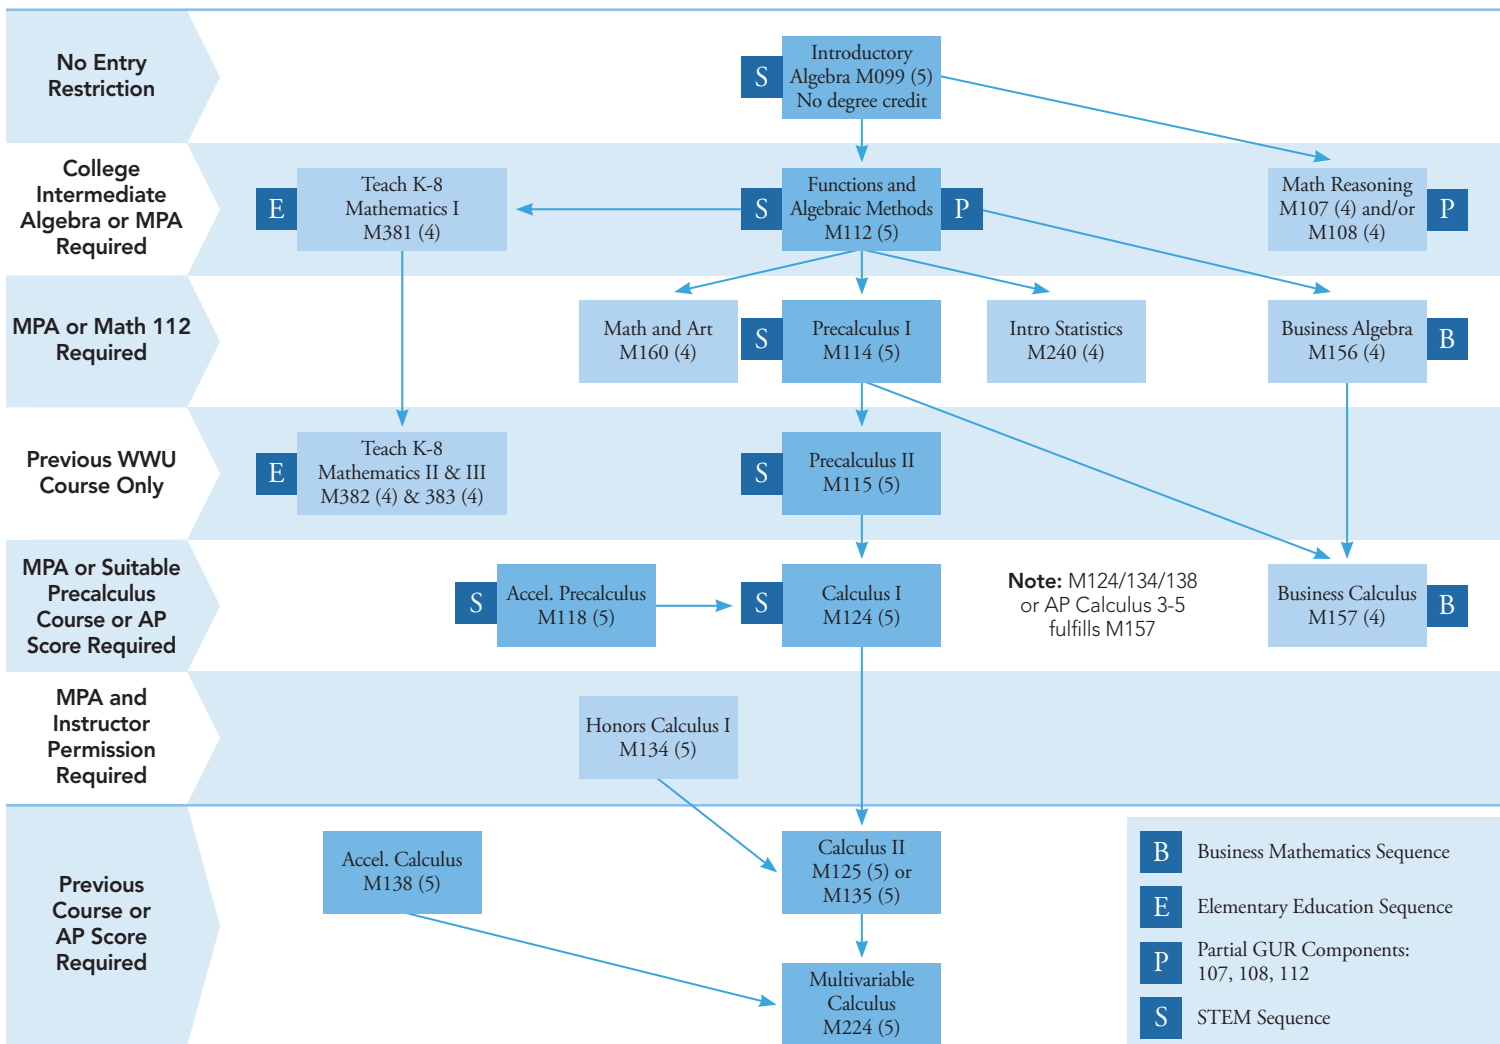 No Entry
Restriction
S
Introductory
Algebra M099 (5)
No degree credit
College
Intermediate
Algebra or MPA
Required
E
Teach K-8
Mathematics I
M381 (4)
S
Functions and
Algebraic Methods
M112 (5)
P
Math Reasoning
M107 (4) and/or
M108 (4)
P
MPA or Math 112
Required
Math and Art
M160 (4)
S
Precalculus I
M114 (5)
Intro Statistics
M240 (4)
Business Algebra
M156 (4)
B
Previous WWU
Course Only
E
Teach K-8
Mathematics II & III
M382 (4) & 383 (4)
S
Precalculus II
M115 (5)
MPA or Suitable
Precalculus
Course or AP
Score Required
S
Accel. Precalculus
M118 (5)
S
Calculus I
M124 (5)
Note: M124/134/138
or AP Calculus 3-5
fulfills M157
Business Calculus
M157 (4)
B
MPA and
Instructor
Permission
Required
Honors Calculus I
M134 (5)
Previous
Course or
AP Score
Required
Accel. Calculus
M138 (5)
Calculus II
M125 (5) or
M135 (5)
Multivariable
Calculus
M224 (5)
B Business Mathematics Sequence
E Elementary Education Sequence
P Partial GUR Components:
107, 108, 112
S STEM Sequence